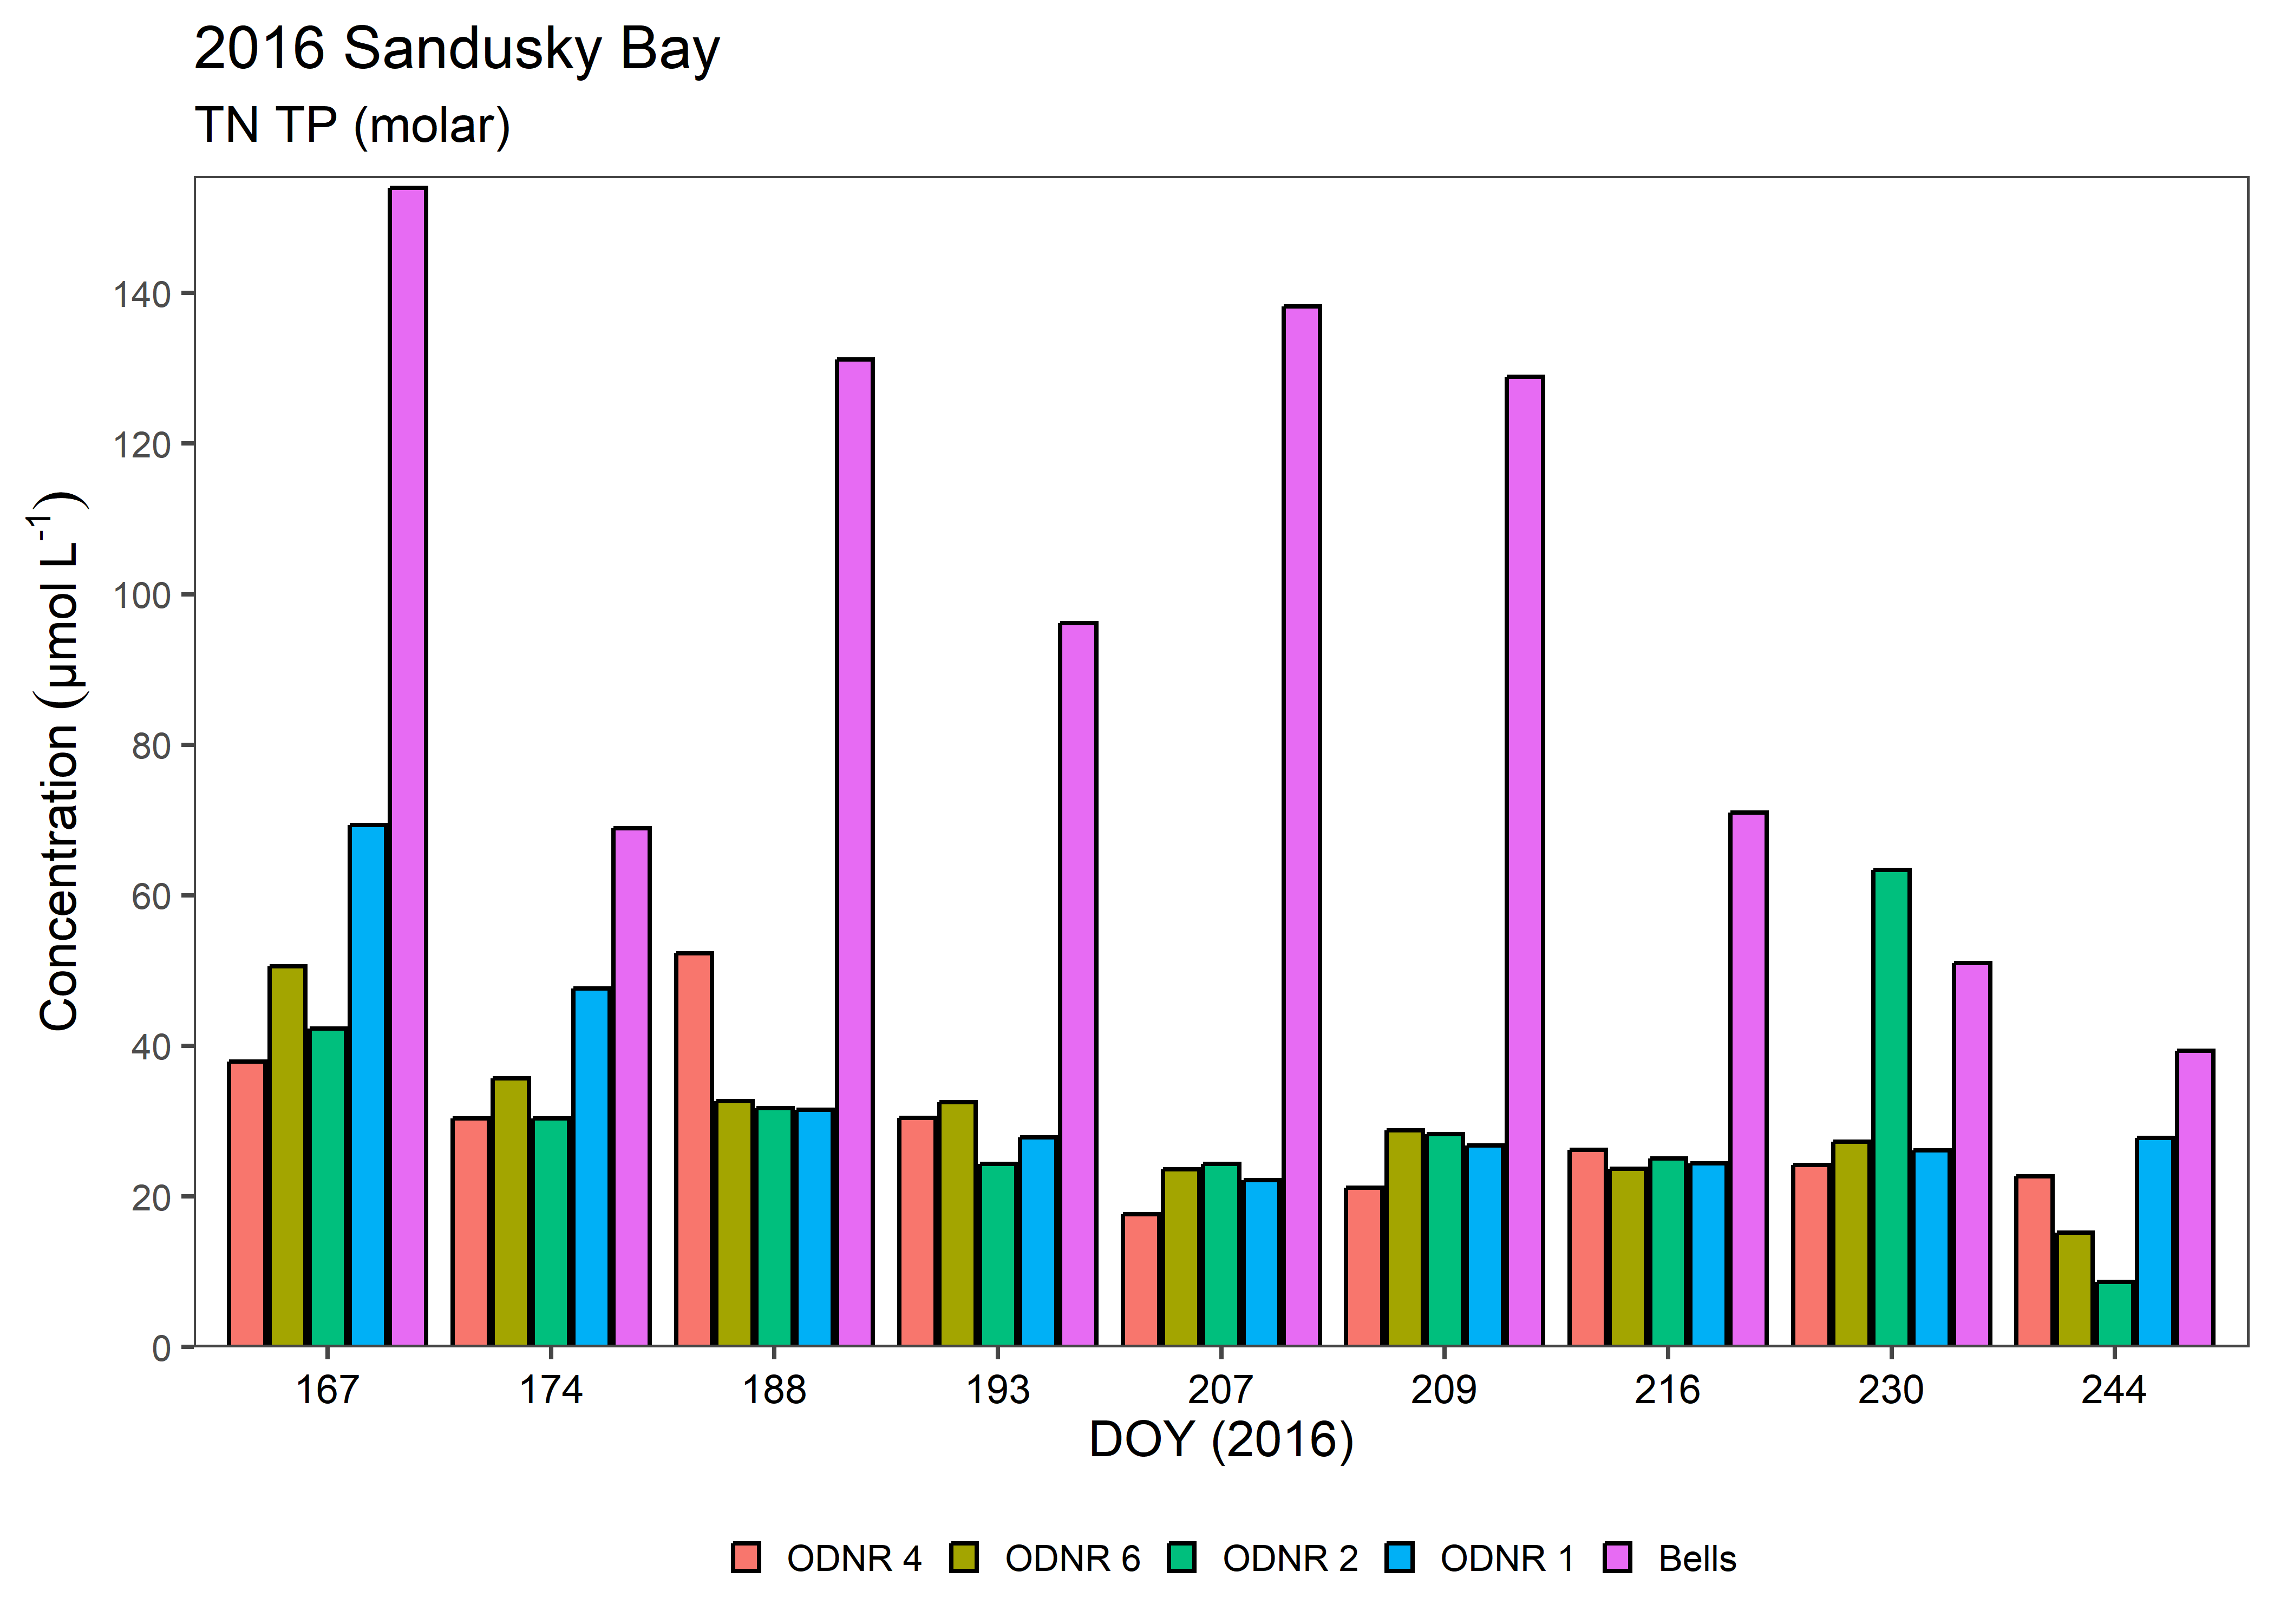 2016 Sandusky Bay
TN TP (molar)
Concentration (µmol L⁻¹)
140
120
100
80
60
40
20
0
167 174 188 193 207 209 216 230 244
DOY (2016)
ODNR 4 ODNR 6 ODNR 2 ODNR 1 Bells